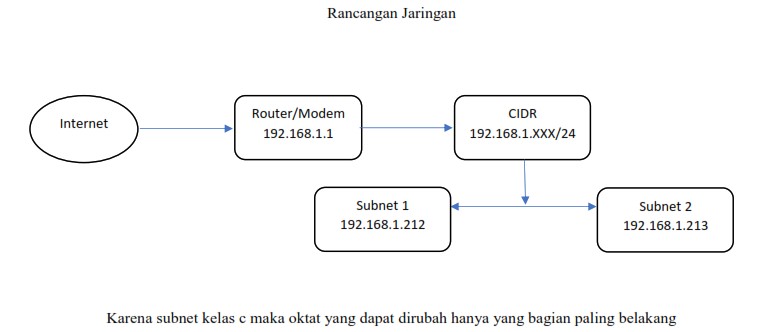 Rancangan Jaringan
Internet
Router/Modem
192.168.1.1
CIDR
192.168.1.XXX/24
Subnet 1
192.168.1.212
Subnet 2
192.168.1.213
Karena subnet kelas c maka oktat yang dapat dirubah hanya yang bagian paling belakang